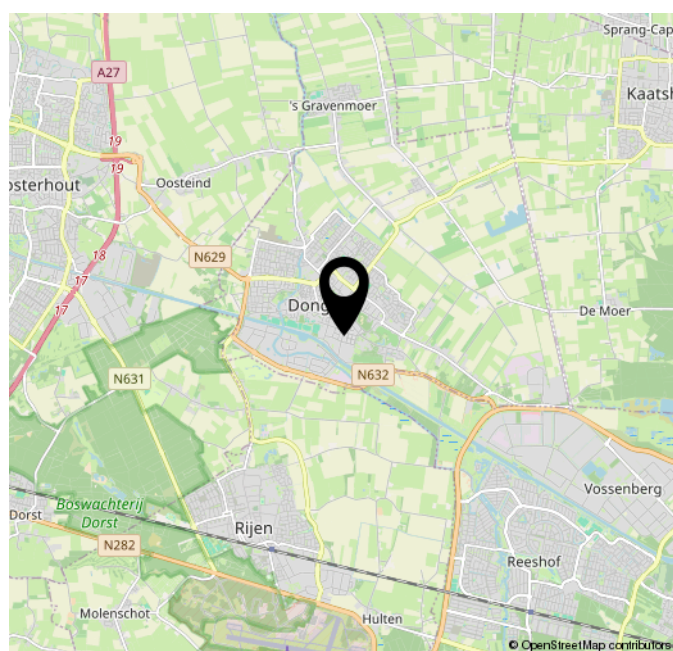 Sprang-Cap
A27
Kaatsh
's Gravenmoer
19
19
Oosteind
osterhout
18
N629
17
Dong
De Moer
17
N631
N632
Vossenberg
Boswachterij
Dorst
Dorst
Rijen
N282
Reeshof
Molenschot
Hulten
© OpenStreetMap contributors